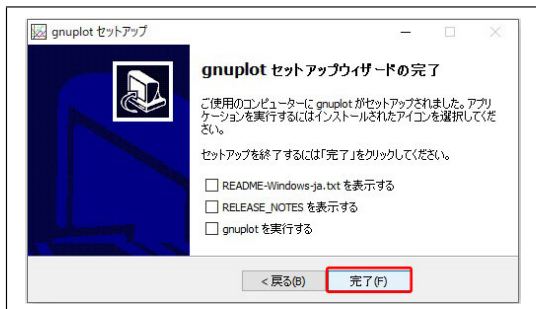 gnuplot セットアップ
gnuplot セットアップウィザードの完了
ご使用のコンピューターに gnuplot がセットアップされました。アプリ
ケーションを実行するにはインストールされたアイコンを選択してくだ
さい。
セットアップを終了するには「完了」をクリックしてください。
README-Windows-ja.txt を表示する
RELEASE_NOTES を表示する
gnuplot を実行する
< 戻る(B)
完了(F)